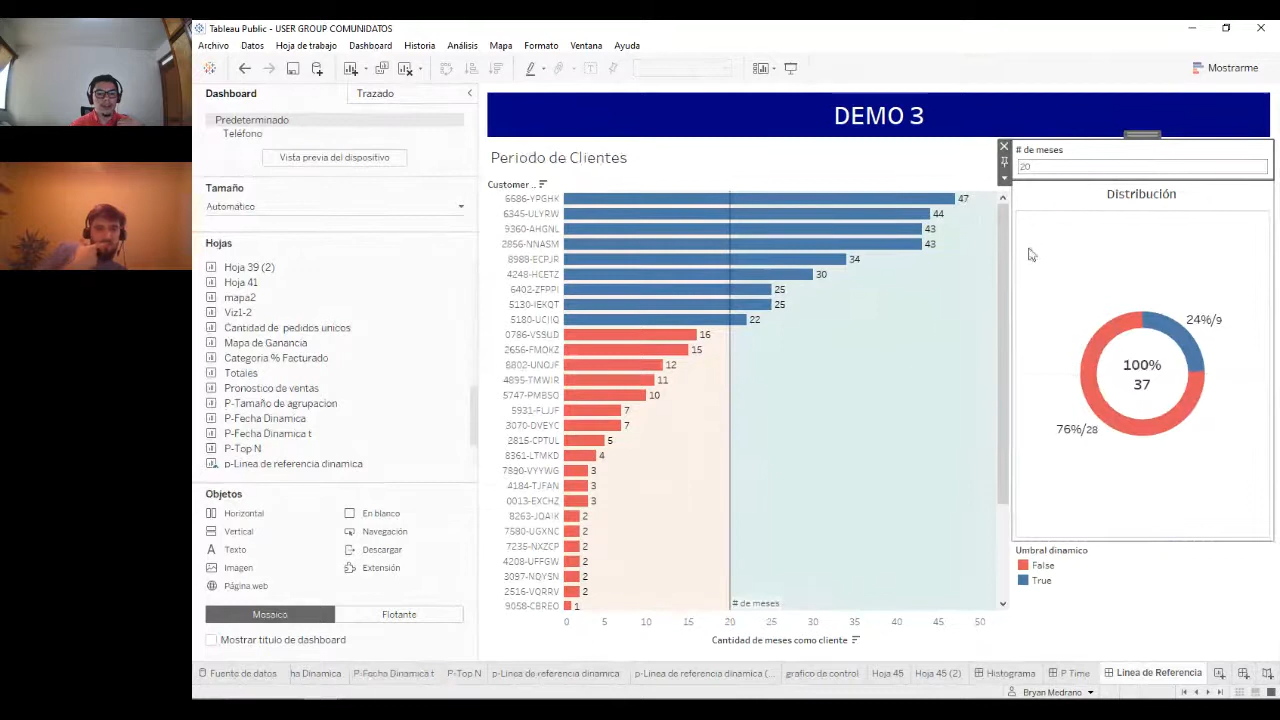 Tableau Public - USER GROUP COMUNIDATOS
Archivo Datos Hoja de trabajo Dashboard Historia Análisis Mapa Formato Ventana Ayuda
Mostrarme
Dashboard Trazado
Predeterminado
Teléfono
Vista previa del dispositivo
Tamaño
Automático
Hojas
Hoja 39 (2)
Hoja 41
mapa2
Viz1-2
Cantidad de pedidos unicos
Mapa de Ganancia
Categoria % Facturado
Totales
Pronostico de ventas
P-Tamaño de agrupacion
P-Fecha Dinamica
P-Fecha Dinamica t
P-Top N
p-Linea de referencia dinamica
Objetos
Horizontal En blanco
Vertical Navegación
Texto Descargar
Imagen Extensión
Página web
Mosaico Flotante
Mostrar título de dashboard
DEMO 3
Periodo de Clientes
Customer ..
6686-YPGHK 47
6345-ULYRW 44
9360-AHGNL 43
2856-NNASM 43
8988-ECPJR 34
4248-HCETZ 30
6402-ZFPPI 25
5130-IEKQT 25
5180-UCIIQ 22
0786-VSSUD 16
2656-FMOKZ 15
6802-UNOJF 12
4895-TMWIR 11
5747-PMBSQ 10
5931-FLJJF 7
3070-DVEYC 7
2815-CPTUL 5
8361-LTMKD 4
7890-VYYWG 3
4184-TJFAN 3
0013-EXCHZ 3
8263-JQAIK 2
7580-UGXNC 2
7235-NXZCP 2
4208-UFFGW 2
3097-NQYSN 2
2516-VQRRV 2
9058-CBREO 1
# de meses
0 5 10 15 20 25 30 35 40 45 50
Cantidad de meses como cliente
# de meses
20
Distribución
24%/9
100%
37
76%/28
Umbral dinamico
False
True
Fuente de datos ha Dinamica P-Fecha Dinamica t P-Top N p-Linea de referencia dinamica p-Linea de referencia dinamica (... grafico de control Hoja 45 Hoja 45 (2) Histograma P Time Linea de Referencia
Bryan Medrano